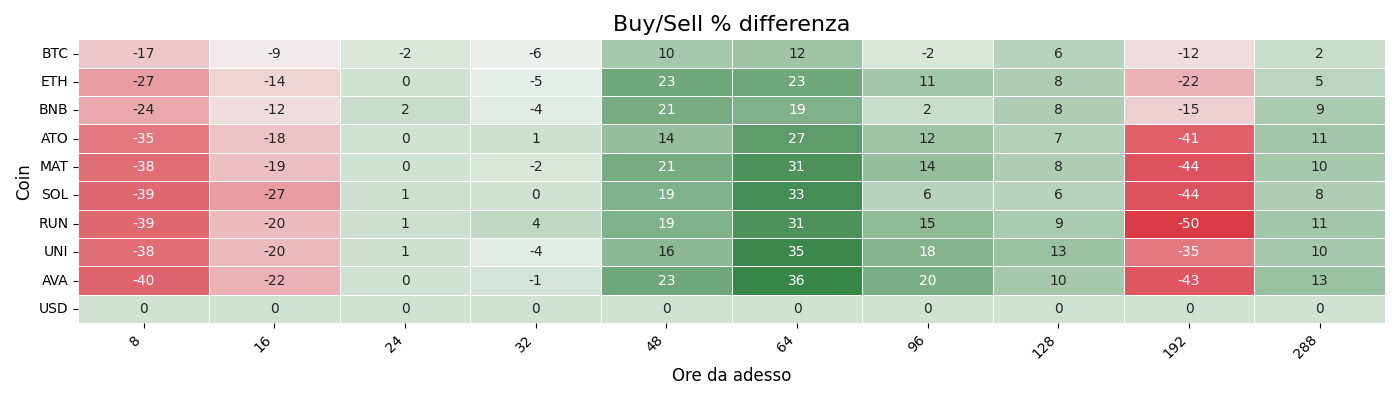 Buy/Sell % differenza
Coin
BTC -17 -9 -2 -6 10 12 -2 6 -12 2
ETH -27 -14 0 -5 23 23 11 8 -22 5
BNB -24 -12 2 -4 21 19 2 8 -15 9
ATO -35 -18 0 1 14 27 12 7 -41 11
MAT -38 -19 0 -2 21 31 14 8 -44 10
SOL -39 -27 1 0 19 33 6 6 -44 8
RUN -39 -20 1 4 19 31 15 9 -50 11
UNI -38 -20 1 -4 16 35 18 13 -35 10
AVA -40 -22 0 -1 23 36 20 10 -43 13
USD 0 0 0 0 0 0 0 0 0 0
8 16 24 32 48 64 96 128 192 288
Ore da adesso